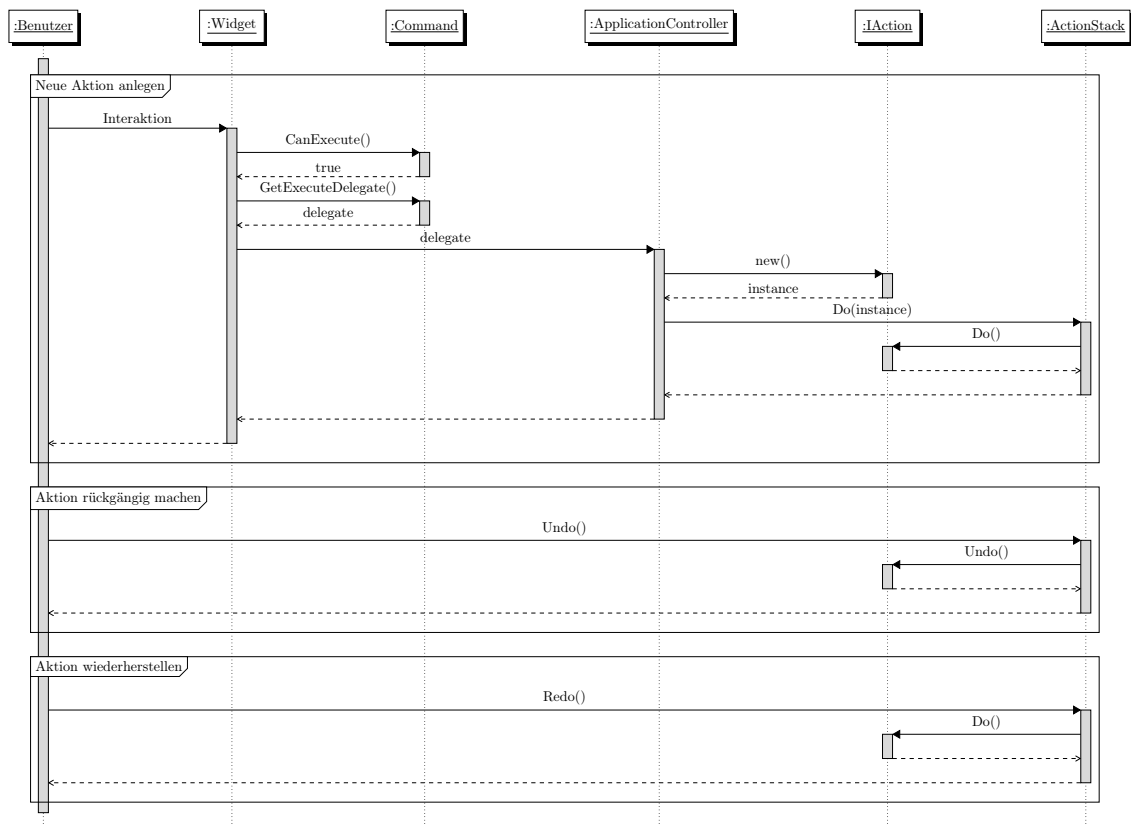 :Benutzer
:Widget
:Command
:ApplicationController
:IAction
:ActionStack
Neue Aktion anlegen
Interaktion
CanExecute()
true
GetExecuteDelegate()
delegate
delegate
new()
instance
Do(instance)
Do()
Aktion rückgängig machen
Undo()
Undo()
Aktion wiederherstellen
Redo()
Do()